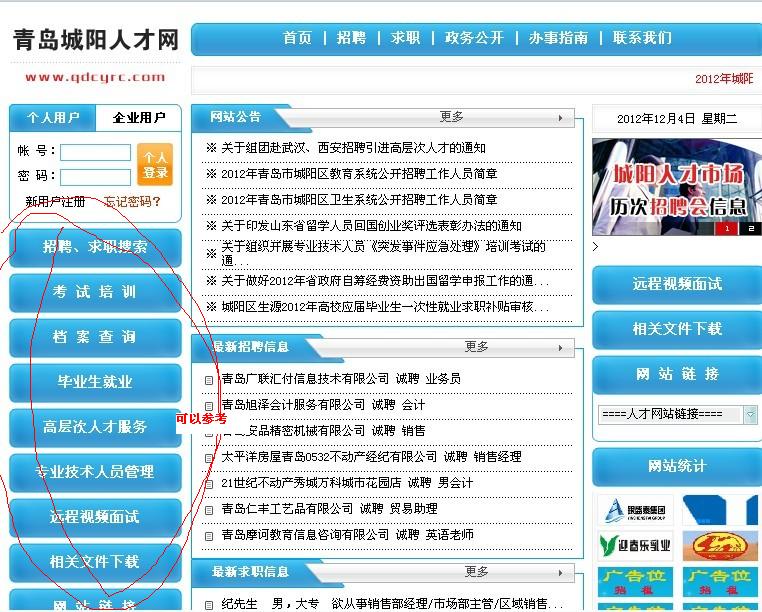 青岛城阳人才网
www.qdcyrc.com
首页 | 招聘 | 求职 | 政务公开 | 办事指南 | 联系我们
2012年城阳
个人用户 企业用户
帐 号：
密 码：
个人登录
新用户注册 忘记密码?
招聘、求职搜索
考 试 培 训
档 案 查 询
毕业生就业
高层次人才服务
专业技术人员管理
远程视频面试
相关文件下载
网 站 链 接
可以参考
网站公告 更多
※ 关于组团赴武汉、西安招聘引进高层次人才的通知
※ 2012年青岛市城阳区教育系统公开招聘工作人员简章
※ 2012年青岛市城阳区卫生系统公开招聘工作人员简章
※ 关于印发山东省留学人员回国创业奖评选表彰办法的通知
※ 关于组织开展专业技术人员《突发事件应急处理》培训考试的
通...
※ 关于做好2012年省政府自筹经费资助出国留学申报工作的通...
※ 城阳区生源2012年高校应届毕业生一次性就业求职补贴审核...
最新招聘信息 更多
青岛广联汇付信息技术有限公司 诚聘 业务员
青岛旭泽会计服务有限公司 诚聘 会计
安品精密机械有限公司 诚聘 销售
太平洋房屋青岛0532不动产经纪有限公司 诚聘 销售经理
21世纪不动产秀城万科城市花园店 诚聘 男会计
青岛仁丰工艺品有限公司 诚聘 贸易助理
青岛摩诃教育信息咨询有限公司 诚聘 英语老师
最新求职信息 更多
纪先生 男，大专 欲从事销售部经理/市场部主管/区域销售...
2012年12月4日 星期二
城阳人才市场
历次招聘会信息
1 2
>
远程视频面试
相关文件下载
网 站 链 接
====人才网站链接====
网站统计
迎春乐乳业
广告位
招 租
广告位
招 租